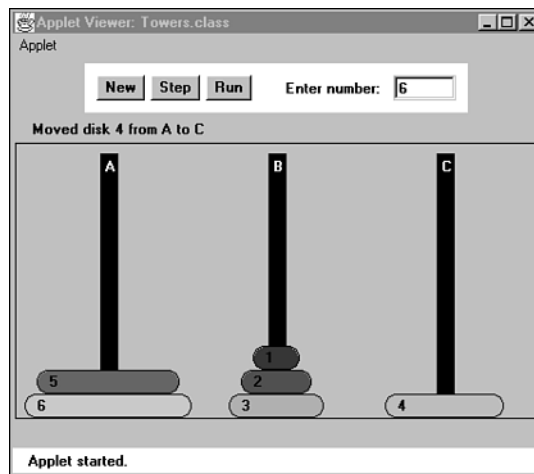 Applet Viewer: Towers.class
Applet
New Step Run Enter number: 6
Moved disk 4 from A to C
A B C
1
5 2
6 3 4
Applet started.